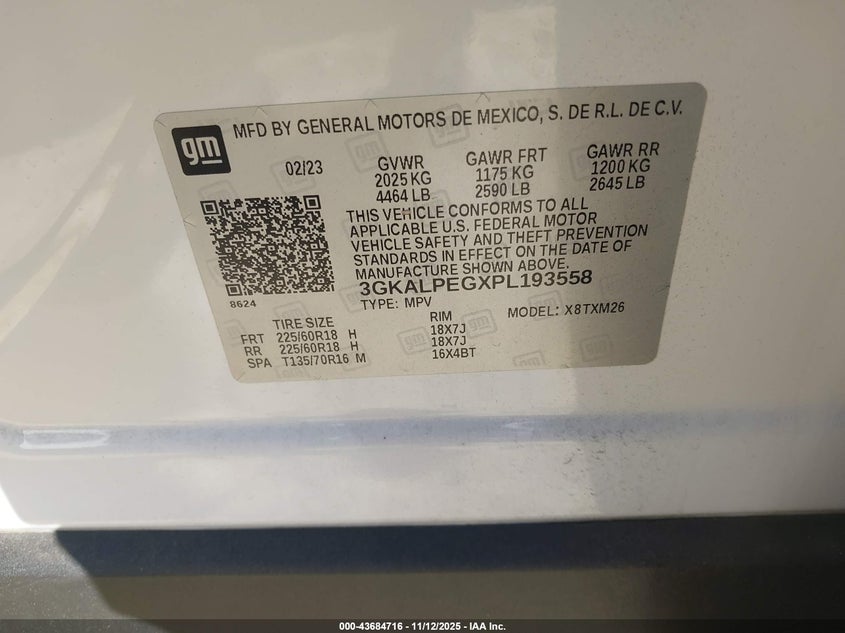 gm MFD BY GENERAL MOTORS DE MEXICO, S. DE R.L. DE C.V.
02/23 GVWR GAWR FRT GAWR RR
2025 KG 1175 KG 1200 KG
4464 LB 2590 LB 2645 LB
THIS VEHICLE CONFORMS TO ALL
APPLICABLE U.S. FEDERAL MOTOR
VEHICLE SAFETY AND THEFT PREVENTION
STANDARDS IN EFFECT ON THE DATE OF
MANUFACTURE SHOWN ABOVE.
8624
3GKALPEGXPL193558
TYPE: MPV MODEL: X8TXM26
TIRE SIZE RIM
FRT 225/60R18 H 18X7J
RR 225/60R18 H 18X7J
SPA T135/70R16 M 16X4BT
000-43684716 - 11/12/2025 - IAA Inc.